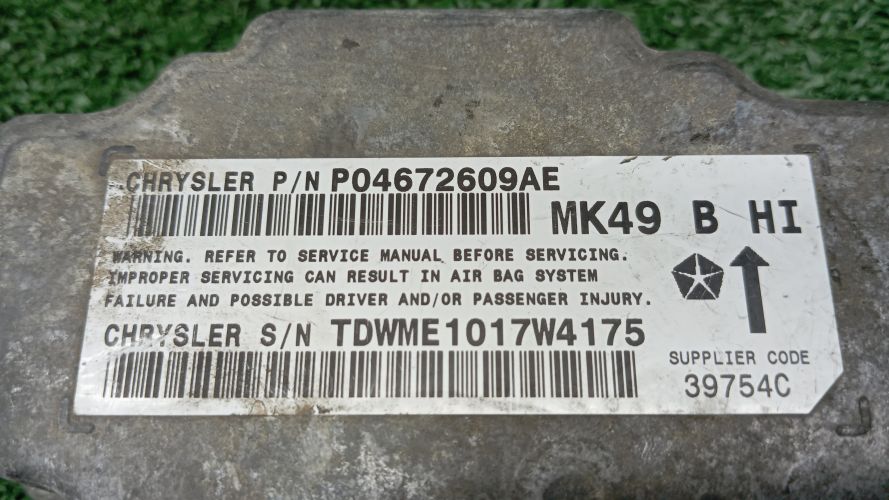 CHRYSLER P/N P04672609AE
MK49 B HI
WARNING. REFER TO SERVICE MANUAL BEFORE SERVICING.
IMPROPER SERVICING CAN RESULT IN AIR BAG SYSTEM
FAILURE AND POSSIBLE DRIVER AND/OR PASSENGER INJURY.
CHRYSLER S/N TDWME1017W4175
SUPPLIER CODE
39754C